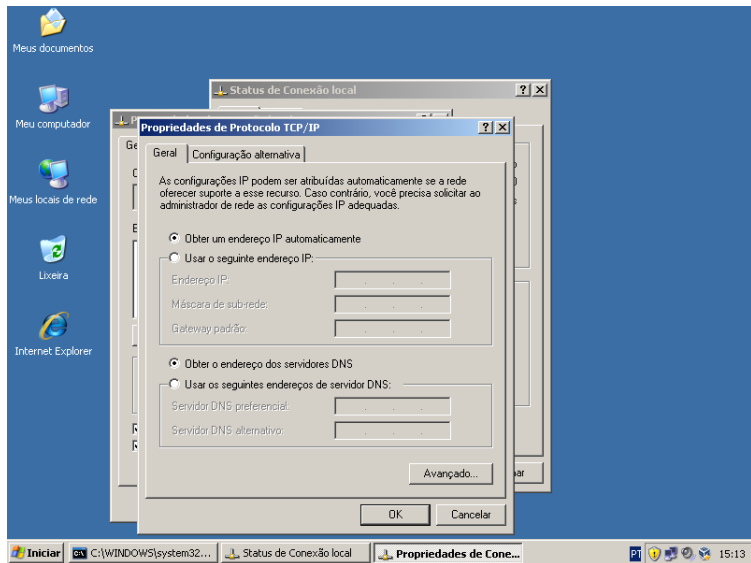 Meus documentos
Status de Conexão local
Meu computador
Propriedades de Protocolo TCP/IP
Geral
Configuração alternativa
As configurações IP podem ser atribuídas automaticamente se a rede
oferecer suporte a esse recurso. Caso contrário, você precisa solicitar ao
administrador de rede as configurações IP adequadas.
Meus locais de rede
Obter um endereço IP automaticamente
Usar o seguinte endereço IP:
Endereço IP:
Máscara de sub-rede:
Gateway padrão:
Lixeira
Internet Explorer
Obter o endereço dos servidores DNS
Usar os seguintes endereços de servidor DNS:
Servidor DNS preferencial:
Servidor DNS alternativo:
Avançado...
OK
Cancelar
Iniciar
C:\WINDOWS\system32...
Status de Conexão local
Propriedades de Cone...
PT
15:13